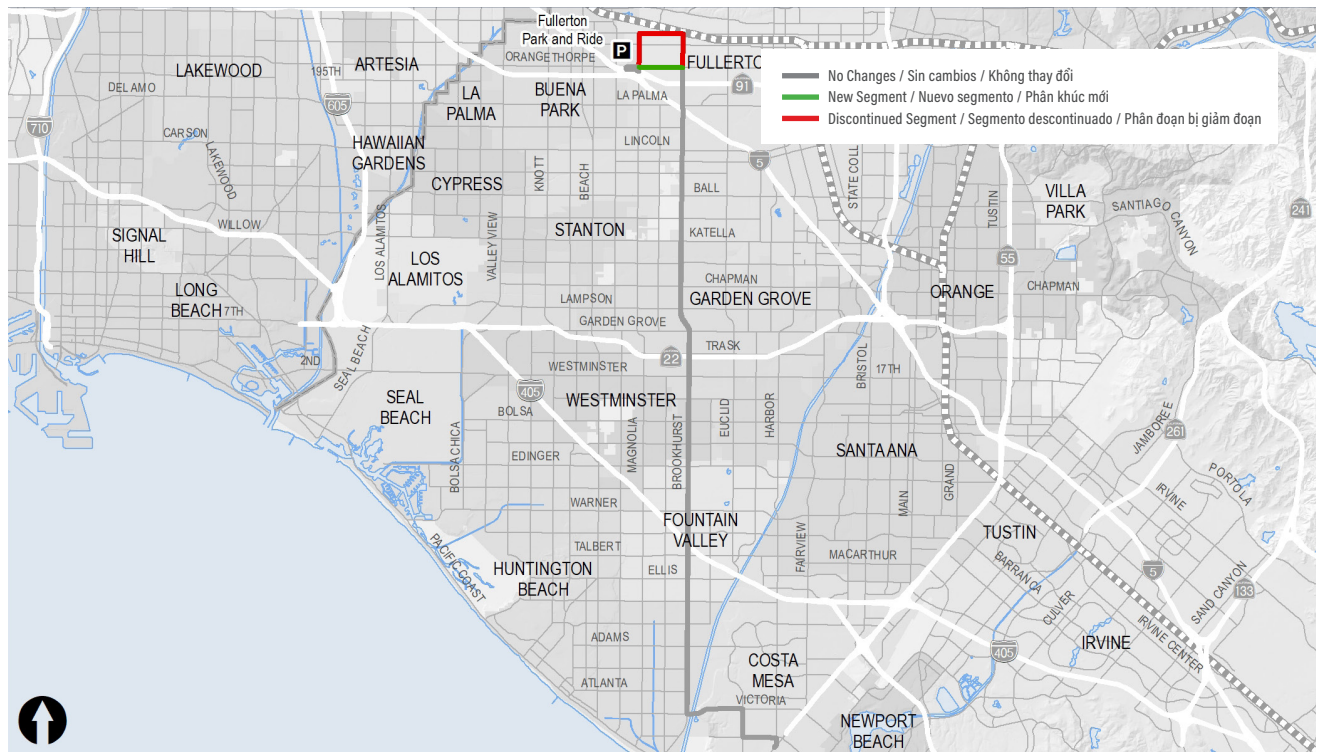 Fullerton
Park and Ride
P
ORANGETHORPE
FULLERTO
91
No Changes / Sin cambios / Không thay đổi
New Segment / Nuevo segmento / Phân khúc mới
Discontinued Segment / Segmento descontinuado / Phân đoạn bị giảm đoạn
LAKEWOOD
195TH
ARTESIA
DEL AMO
605
LA
PALMA
BUENA
PARK
LA PALMA
710
CARSON
LAKEWOOD
HAWAIIAN
GARDENS
LINCOLN
5
STATE COLL
CYPRESS
KNOTT
BEACH
BALL
TUSTIN
VILLA
PARK
SANTIAGO
CANYON
241
WILLOW
SIGNAL
HILL
LOS ALAMITOS
VALLEY VIEW
STANTON
KATELLA
LOS
ALAMITOS
55
LONG
BEACH
7TH
LAMPSON
CHAPMAN
GARDEN GROVE
ORANGE
CHAPMAN
GARDEN GROVE
2ND
SEAL BEACH
TRASK
22
WESTMINSTER
BRISTOL
17TH
405
SEAL
BEACH
BOLSA
WESTMINSTER
EUCLID
HARBOR
JAMBOREE
261
BOLSA CHICA
EDINGER
MAGNOLIA
BROOKHURST
SANTA ANA
MAIN
GRAND
PORTOLA
IRVINE
WARNER
FOUNTAIN
VALLEY
TUSTIN
PACIFIC COAST
TALBERT
FAIRVIEW
MACARTHUR
BARRANCA
HUNTINGTON
BEACH
ELLIS
5
SAND CANYON
133
CULVER
IRVINE CENTER
ADAMS
IRVINE
405
COSTA
MESA
ATLANTA
VICTORIA
NEWPORT
BEACH